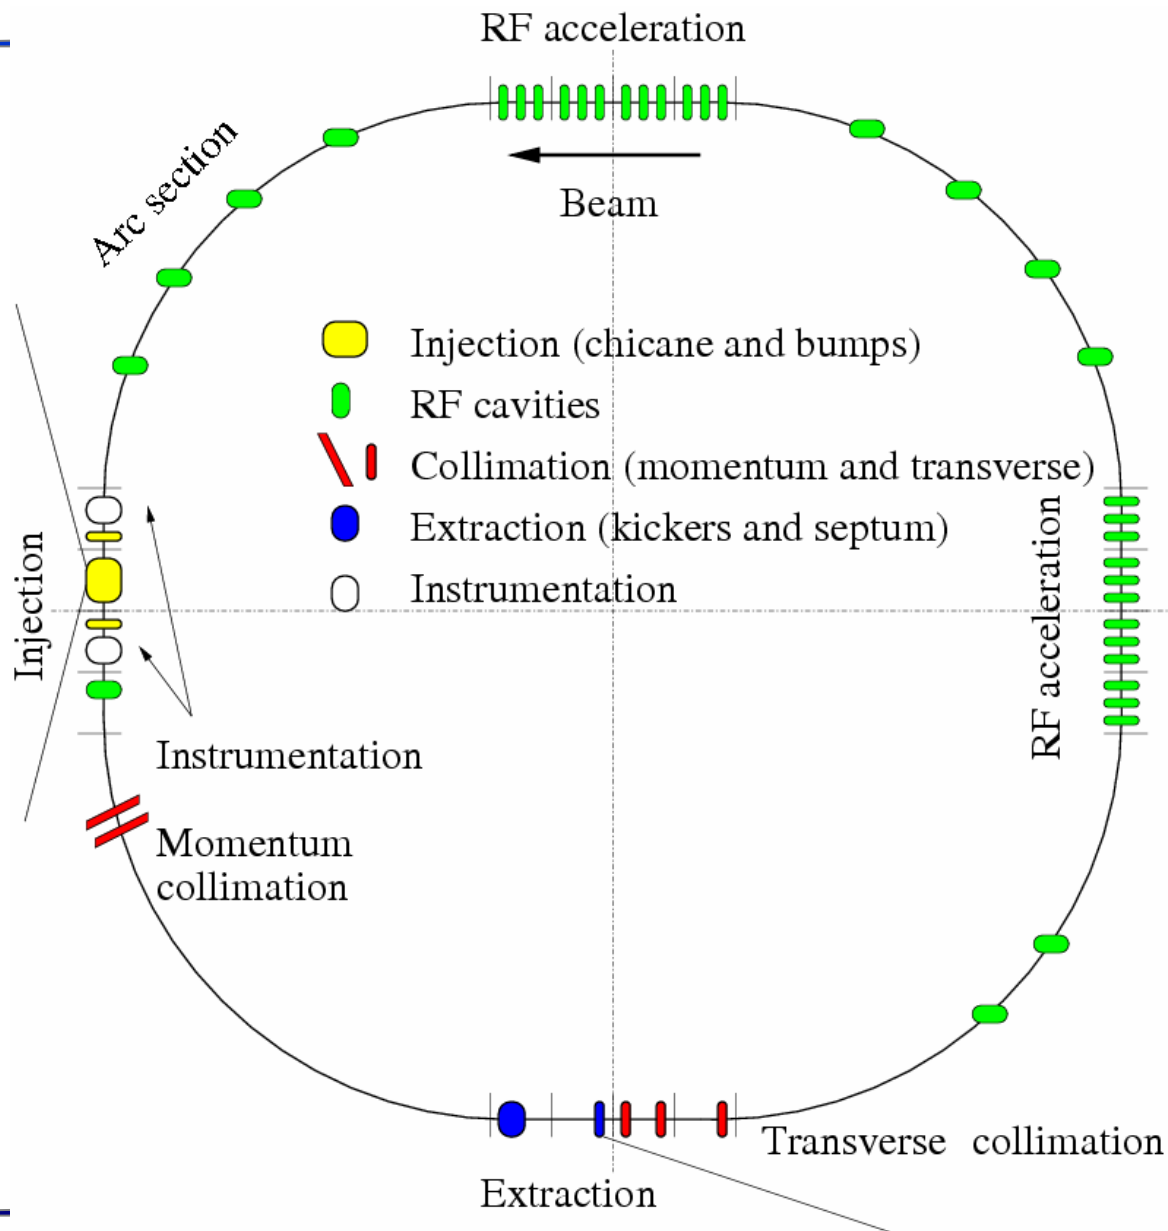 RF acceleration
Arc section
Beam
Injection (chicane and bumps)
RF cavities
Collimation (momentum and transverse)
Extraction (kickers and septum)
Instrumentation
Injection
RF acceleration
Instrumentation
Momentum
collimation
Transverse collimation
Extraction